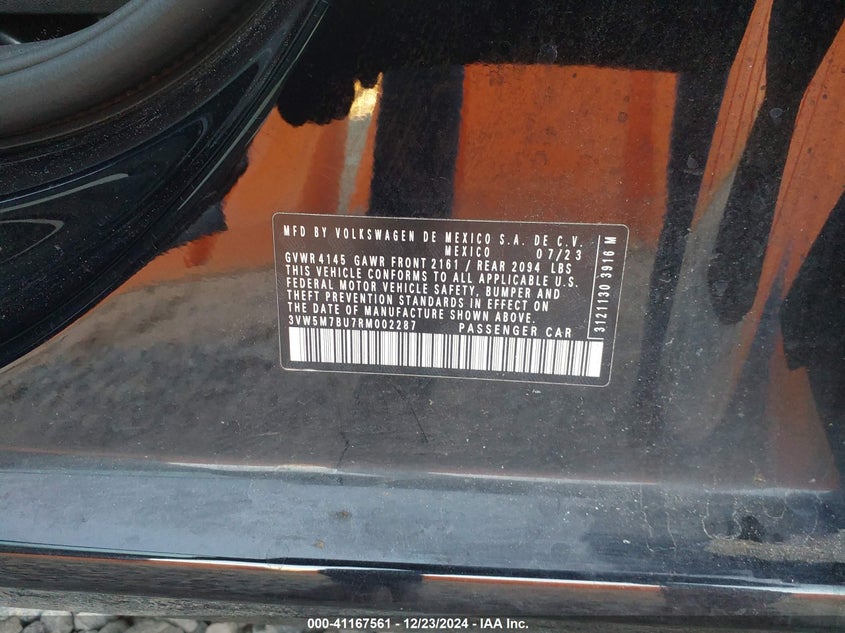 MFD BY VOLKSWAGEN DE MEXICO S.A. DE C.V.
MEXICO 07/23
GVWR 4145 GAWR FRONT 2161 / REAR 2094 LBS
THIS VEHICLE CONFORMS TO ALL APPLICABLE U.S.
FEDERAL MOTOR VEHICLE SAFETY, BUMPER AND
THEFT PREVENTION STANDARDS IN EFFECT ON
THE DATE OF MANUFACTURE SHOWN ABOVE.
3VW5M7BU7RM002287 PASSENGER CAR
3121130 3916 M
000-41167561 - 12/23/2024 - IAA Inc.